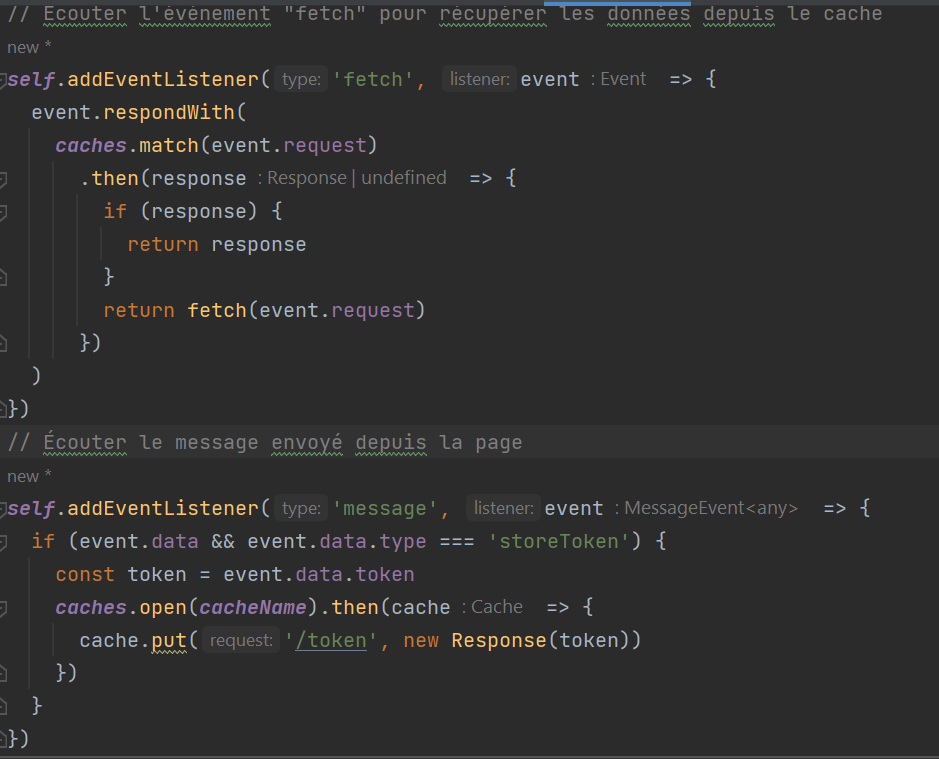 // Ecouter l'événement "fetch" pour récupérer les données depuis le cache
new *
self.addEventListener( type: 'fetch', listener: event : Event => {
event.respondWith(
caches.match(event.request)
.then(response : Response | undefined => {
if (response) {
return response
}
return fetch(event.request)
})
)
})
// Écouter le message envoyé depuis la page
new *
self.addEventListener( type: 'message', listener: event : MessageEvent<any> => {
if (event.data && event.data.type === 'storeToken') {
const token = event.data.token
caches.open(cacheName).then(cache : Cache => {
cache.put( request: '/token', new Response(token))
})
}
})